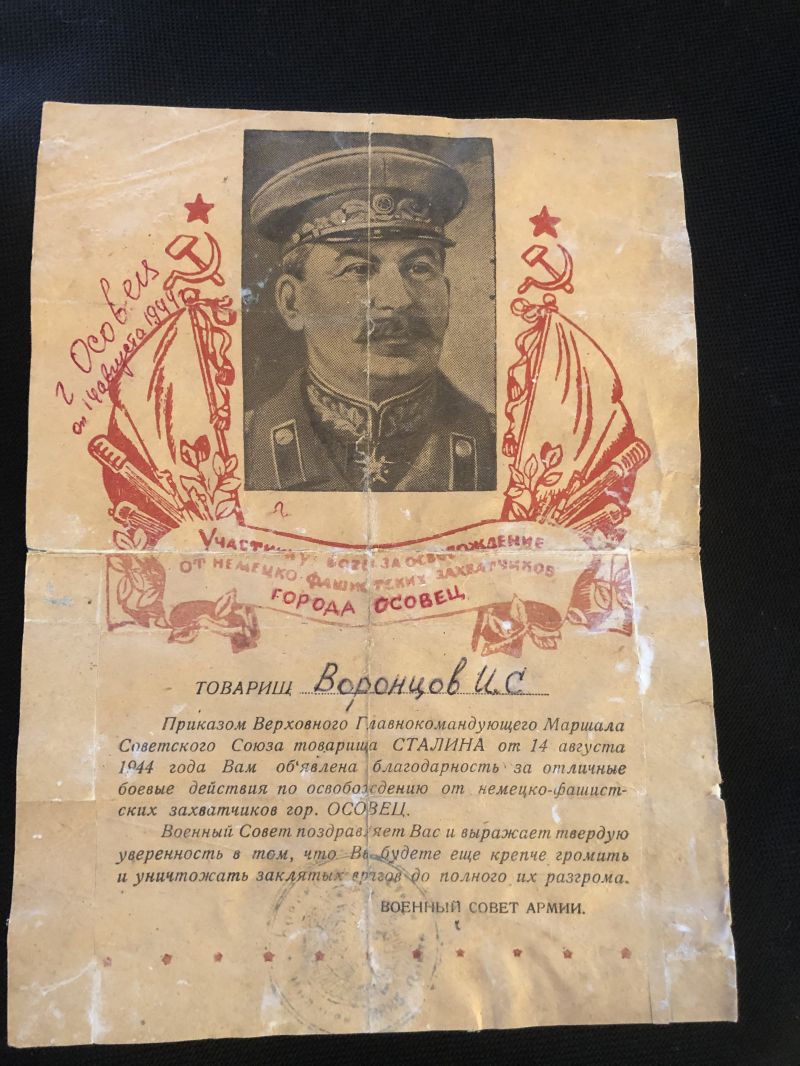 г Осовец
от 14 августа 1944 г
Участнику боев за освобождение
от немецко-фашистских захватчиков
города Осовец
ТОВАРИЩ Воронцов И.С
Приказом Верховного Главнокомандующего Маршала
Советского Союза товарища СТАЛИНА от 14 августа
1944 года Вам об'явлена благодарность за отличные
боевые действия по освобождению от немецко-фашист-
ских захватчиков гор. ОСОВЕЦ.
Военный Совет поздравляет Вас и выражает твердую
уверенность в том, что Вы будете еще крепче громить
и уничтожать заклятых врагов до полного их разгрома.
ВОЕННЫЙ СОВЕТ АРМИИ.